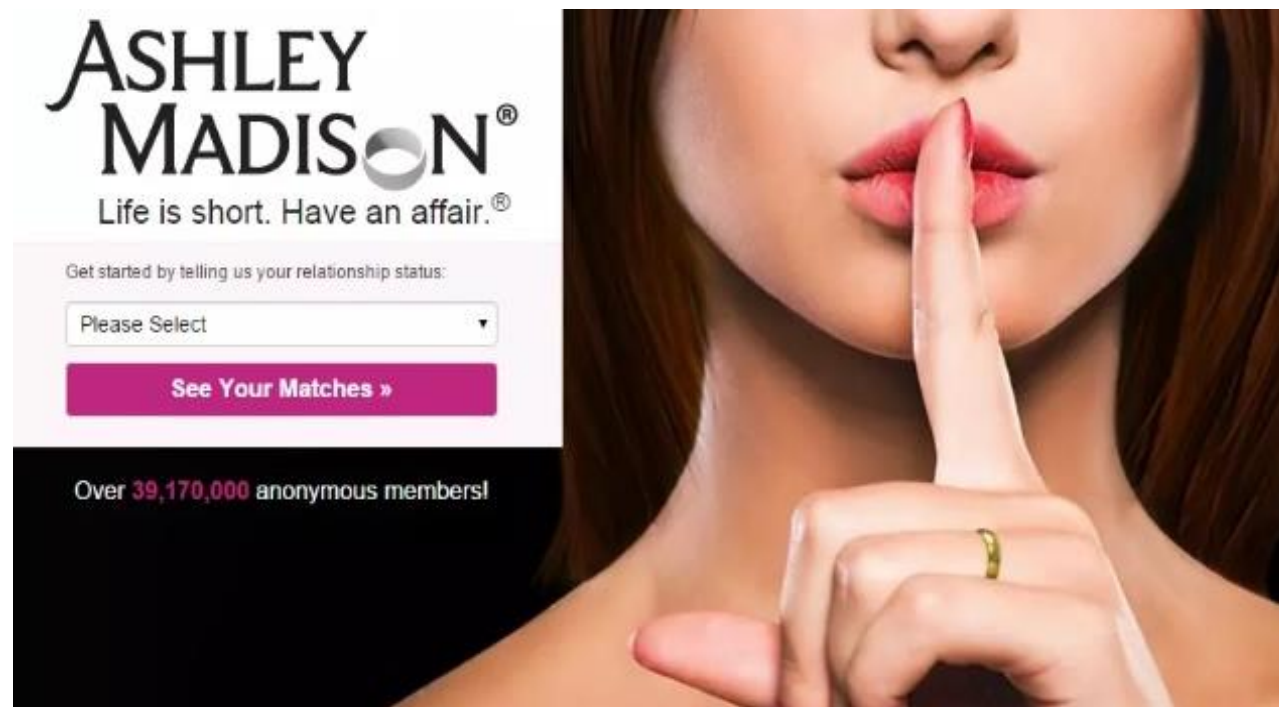 ASHLEY
MADISON®
Life is short. Have an affair.®
Get started by telling us your relationship status:
Please Select
See Your Matches »
Over 39,170,000 anonymous members!